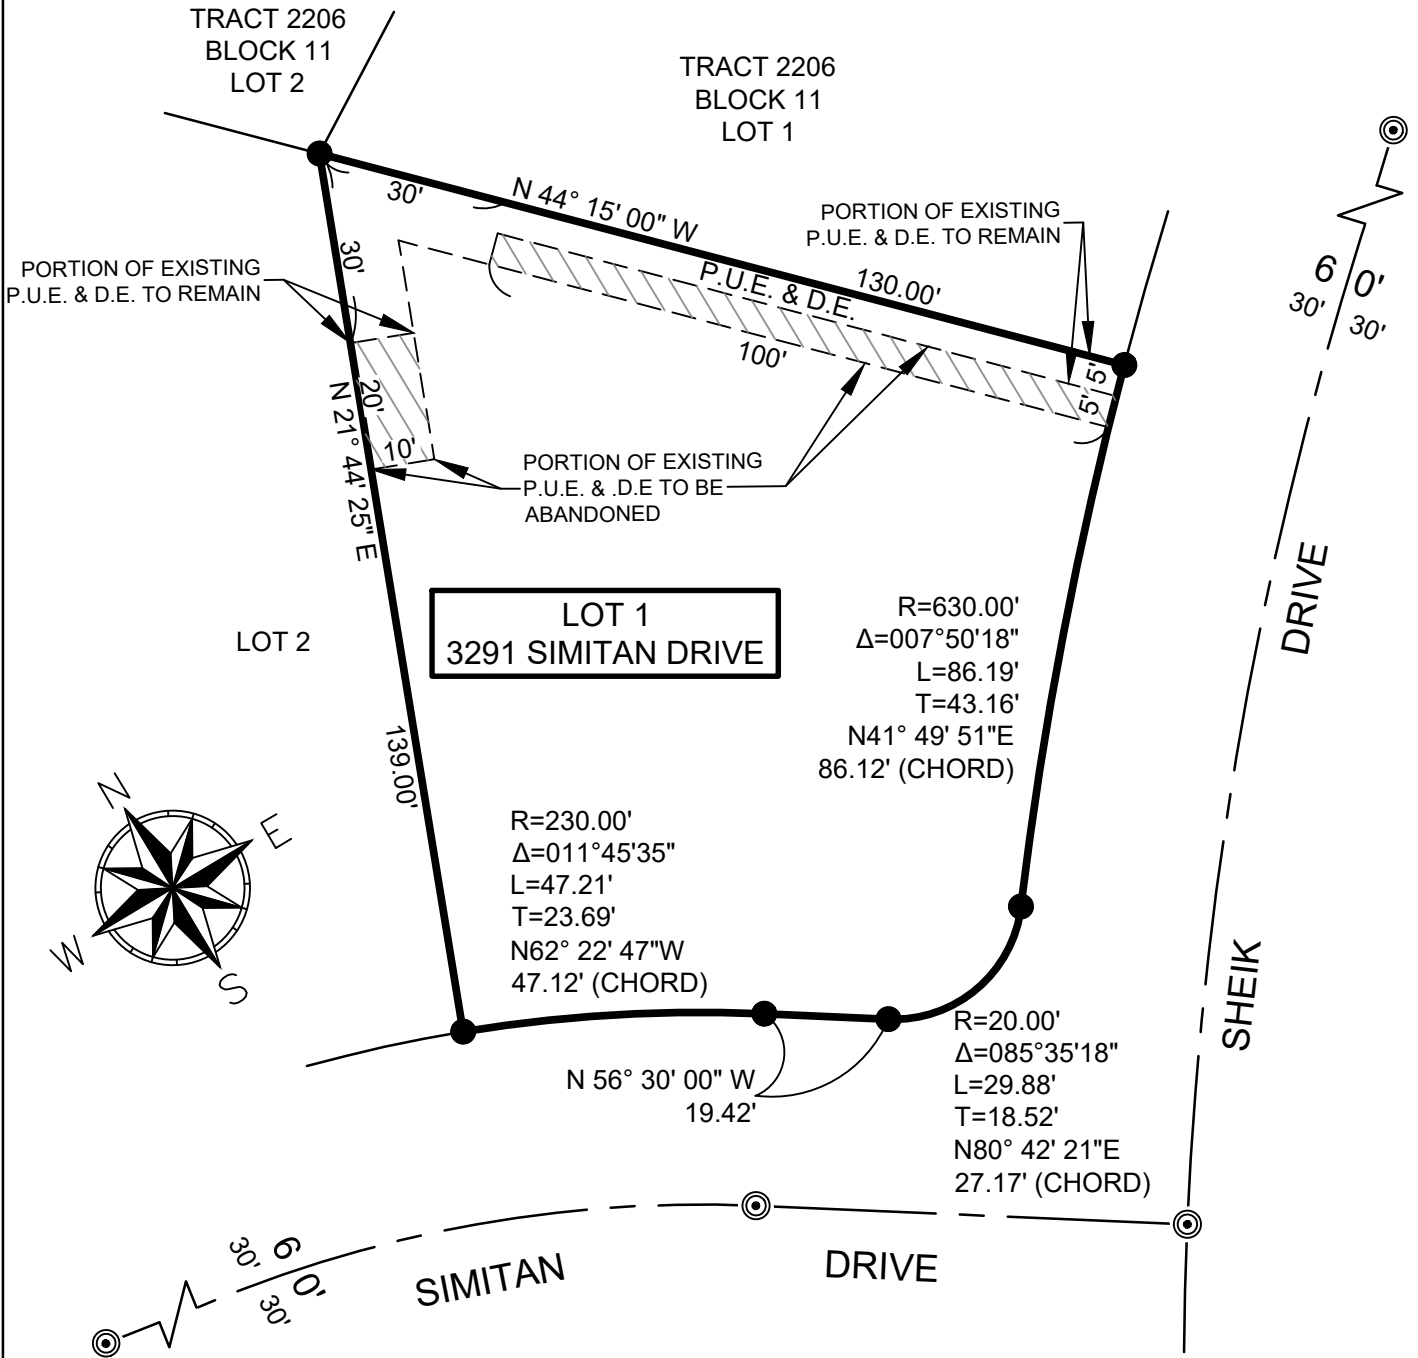 TRACT 2206
BLOCK 11
LOT 2
TRACT 2206
BLOCK 11
LOT 1
30'
N 44° 15' 00" W
PORTION OF EXISTING
P.U.E. & D.E. TO REMAIN
30'
PORTION OF EXISTING
P.U.E. & D.E. TO REMAIN
P.U.E. & D.E.
130.00'
6 0'
30'
30'
100'
5'
5'
20'
10'
N 21° 44' 25" E
PORTION OF EXISTING
P.U.E. & .D.E TO BE
ABANDONED
DRIVE
LOT 1
3291 SIMITAN DRIVE
LOT 2
R=630.00'
Δ=007°50'18"
L=86.19'
T=43.16'
N41° 49' 51"E
86.12' (CHORD)
139.00'
N
E
W
S
R=230.00'
Δ=011°45'35"
L=47.21'
T=23.69'
N62° 22' 47"W
47.12' (CHORD)
SHEIK
R=20.00'
Δ=085°35'18"
L=29.88'
T=18.52'
N80° 42' 21"E
27.17' (CHORD)
N 56° 30' 00" W
19.42'
30'
6 0'
30'
SIMITAN
DRIVE